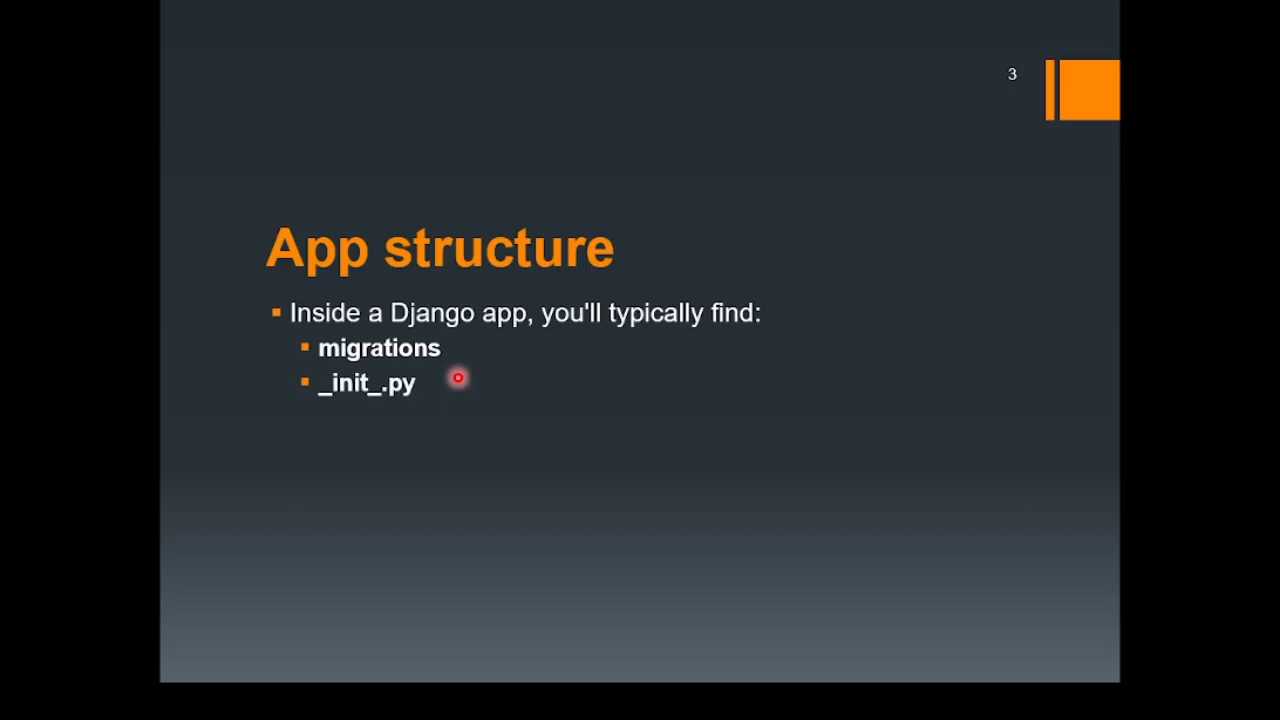 3
App structure
Inside a Django app, you'll typically find:
migrations
_init_.py